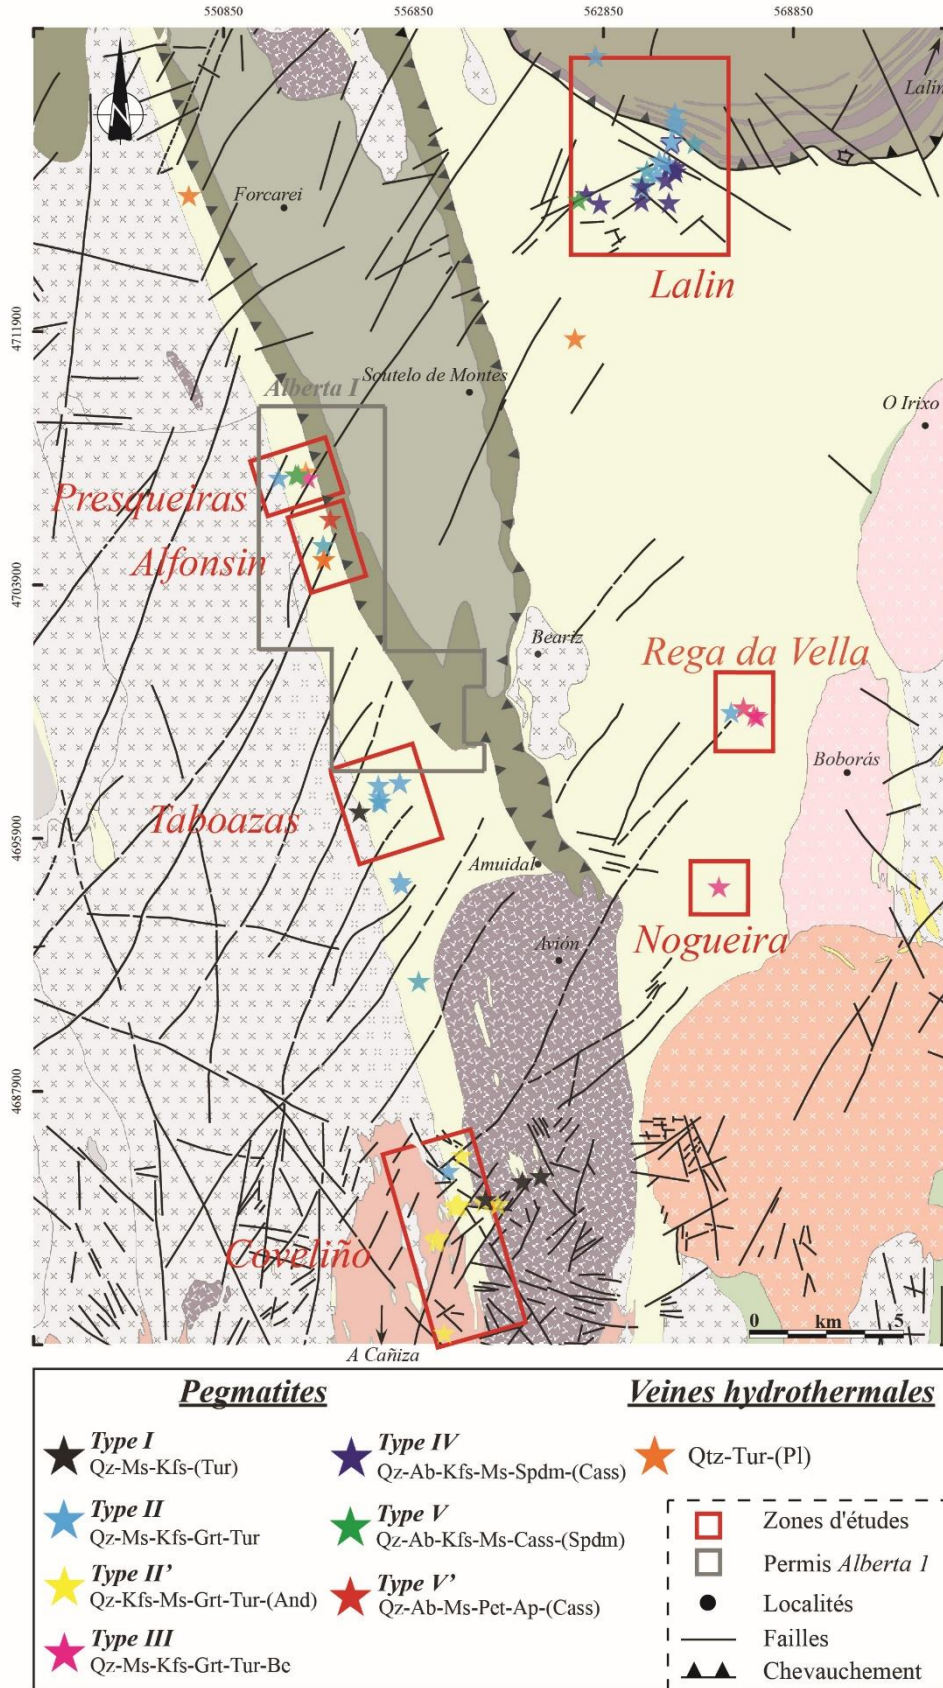 550850
556850
562850
568850
N
Lalín
Forcarei
Lalin
4711900
Soutelo de Montes
Alberta I
O Irixo
Presqueiras
Alfonsin
4703900
Beariz
Rega da Vella
Boborás
Taboazas
4695900
Amuidal
Avión
Nogueira
4687900
Coveliño
0 km 5
A Cañiza
Pegmatites
Veines hydrothermales
Type I
Qz-Ms-Kfs-(Tur)
Type II
Qz-Ms-Kfs-Grt-Tur
Type II'
Qz-Kfs-Ms-Grt-Tur-(And)
Type III
Qz-Ms-Kfs-Grt-Tur-Be
Type IV
Qz-Ab-Kfs-Ms-Spdm-(Cass)
Type V
Qz-Ab-Kfs-Ms-Cass-(Spdm)
Type V'
Qz-Ab-Ms-Pet-Ap-(Cass)
Qtz-Tur-(Pl)
Zones d'études
Permis Alberta 1
Localités
Failles
Chevauchement